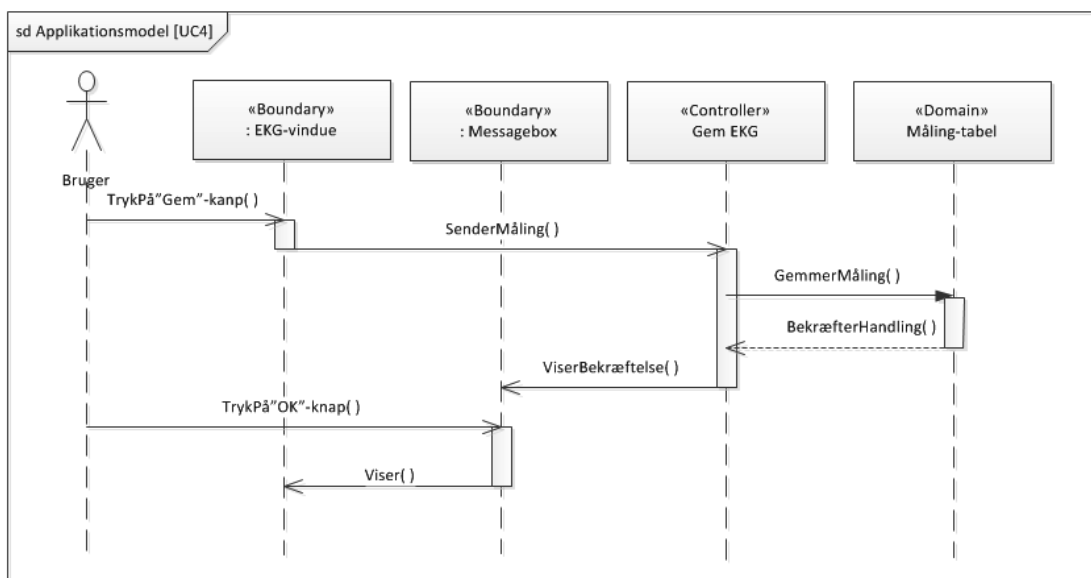 sd Applikationsmodel [UC4]
«Boundary»
: EKG-vindue
«Boundary»
: Messagebox
«Controller»
Gem EKG
«Domain»
Måling-tabel
Bruger
TrykPå”Gem”-kanp( )
SenderMåling( )
GemmerMåling( )
BekræfterHandling( )
ViserBekræftelse( )
TrykPå”OK”-knap( )
Viser( )